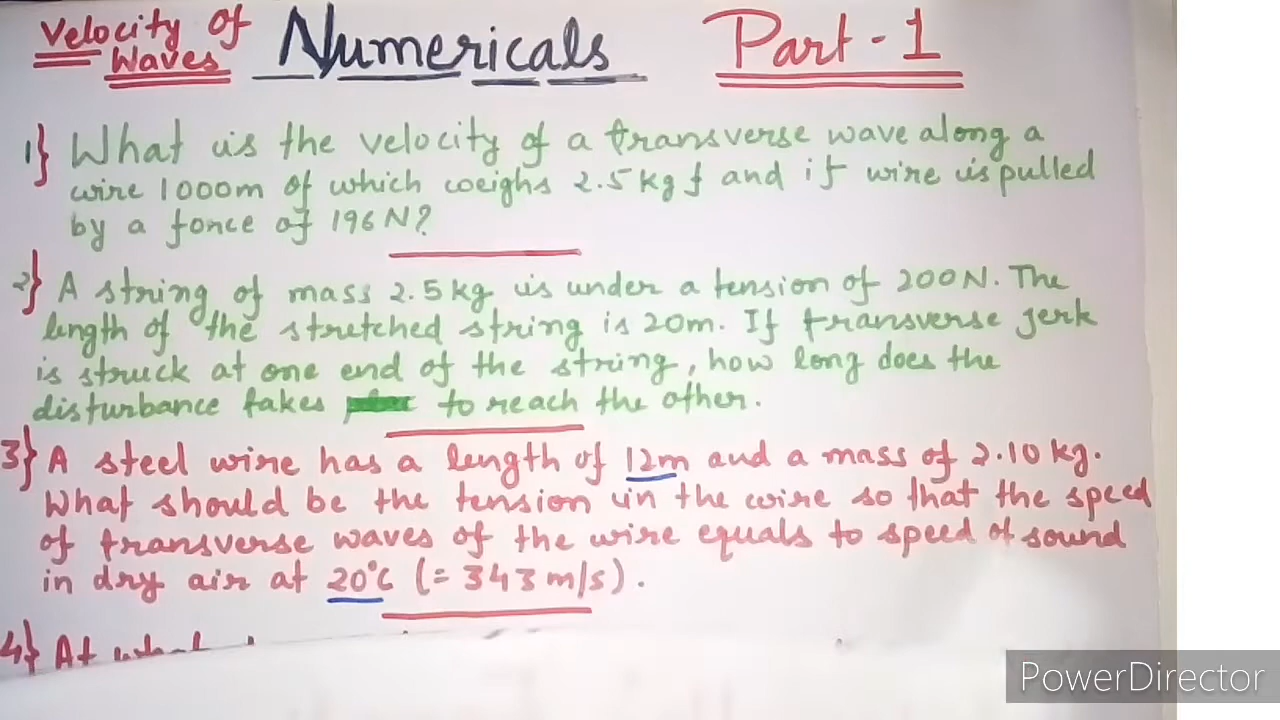 Velocity of Waves Numericals Part - 1
1} What is the velocity of a transverse wave along a
wire 1000m of which weighs 2.5 kg f and if wire is pulled
by a force of 196 N?
2} A string of mass 2.5 kg is under a tension of 200 N. The
length of the stretched string is 20m. If transverse jerk
is struck at one end of the string, how long does the
disturbance takes to reach the other.
3} A steel wire has a length of 12m and a mass of 2.10 kg.
What should be the tension in the wire so that the speed
of transverse waves of the wire equals to speed of sound
in dry air at 20°C (= 343 m/s).
4} At what
PowerDirector